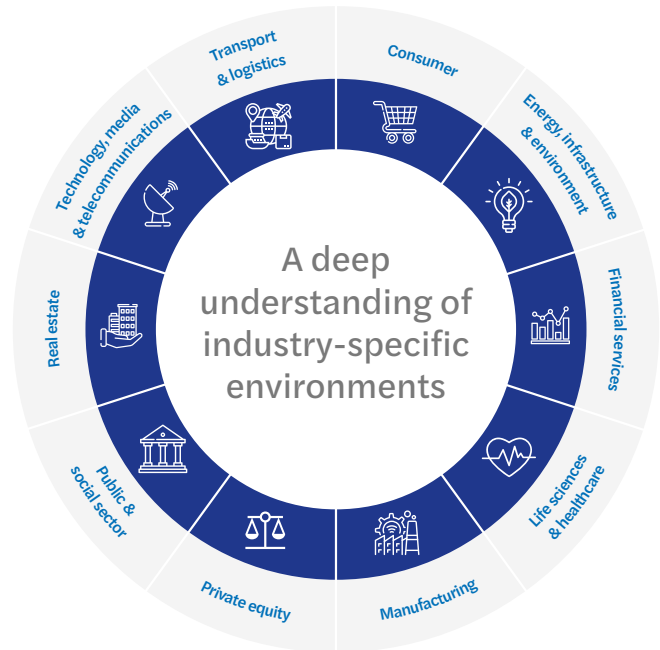 Transport
& logistics
Consumer
Energy, infrastructure
& environment
Financial services
Life sciences
& healthcare
Manufacturing
Private equity
Public &
social sector
Real estate
Technology, media
& telecommunications
A deep
understanding of
industry-specific
environments